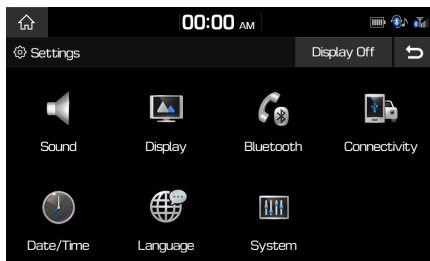 00:00 AM
Settings Display Off
Sound Display Bluetooth Connectivity
Date/Time Language System